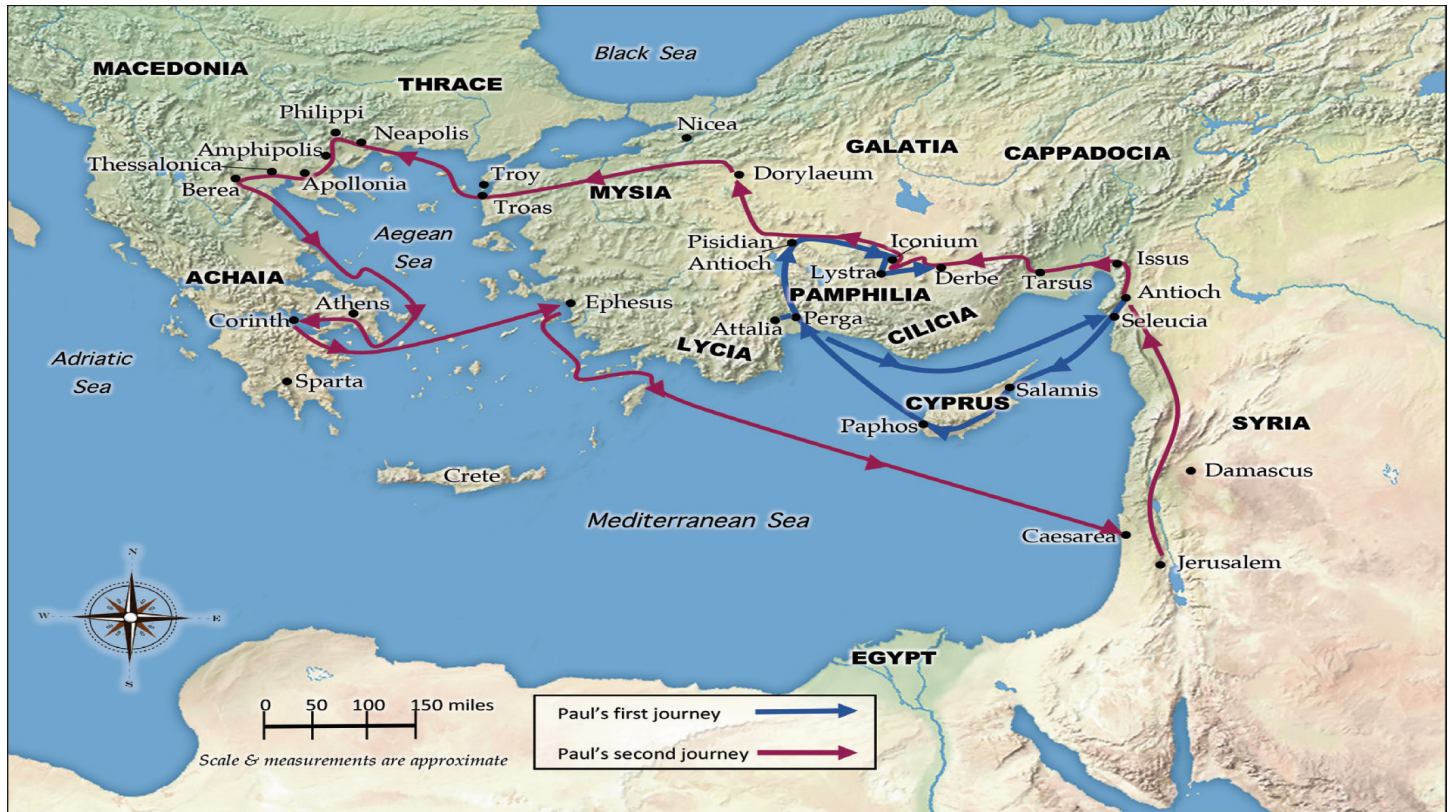 Black Sea
MACEDONIA
THRACE
Philippi
Neapolis
Nicea
Amphipolis
GALATIA
CAPPADOCIA
Thessalonica
Apollonia
Berea
Troy
Troas
MYSIA
Dorylaeum
Aegean
Sea
Pisidian
Antioch
Iconium
Lystra
Derbe
Tarsus
Issus
Antioch
Seleucia
ACHAIA
Athens
Corinth
Ephesus
PAMPHILIA
Attalia
Perga
CILICIA
LYCIA
Adriatic
Sea
Sparta
CYPRUS
Salamis
Paphos
SYRIA
Damascus
Crete
Mediterranean Sea
Caesarea
Jerusalem
N
W
E
S
EGYPT
0 50 100 150 miles
Scale & measurements are approximate
Paul's first journey
Paul's second journey